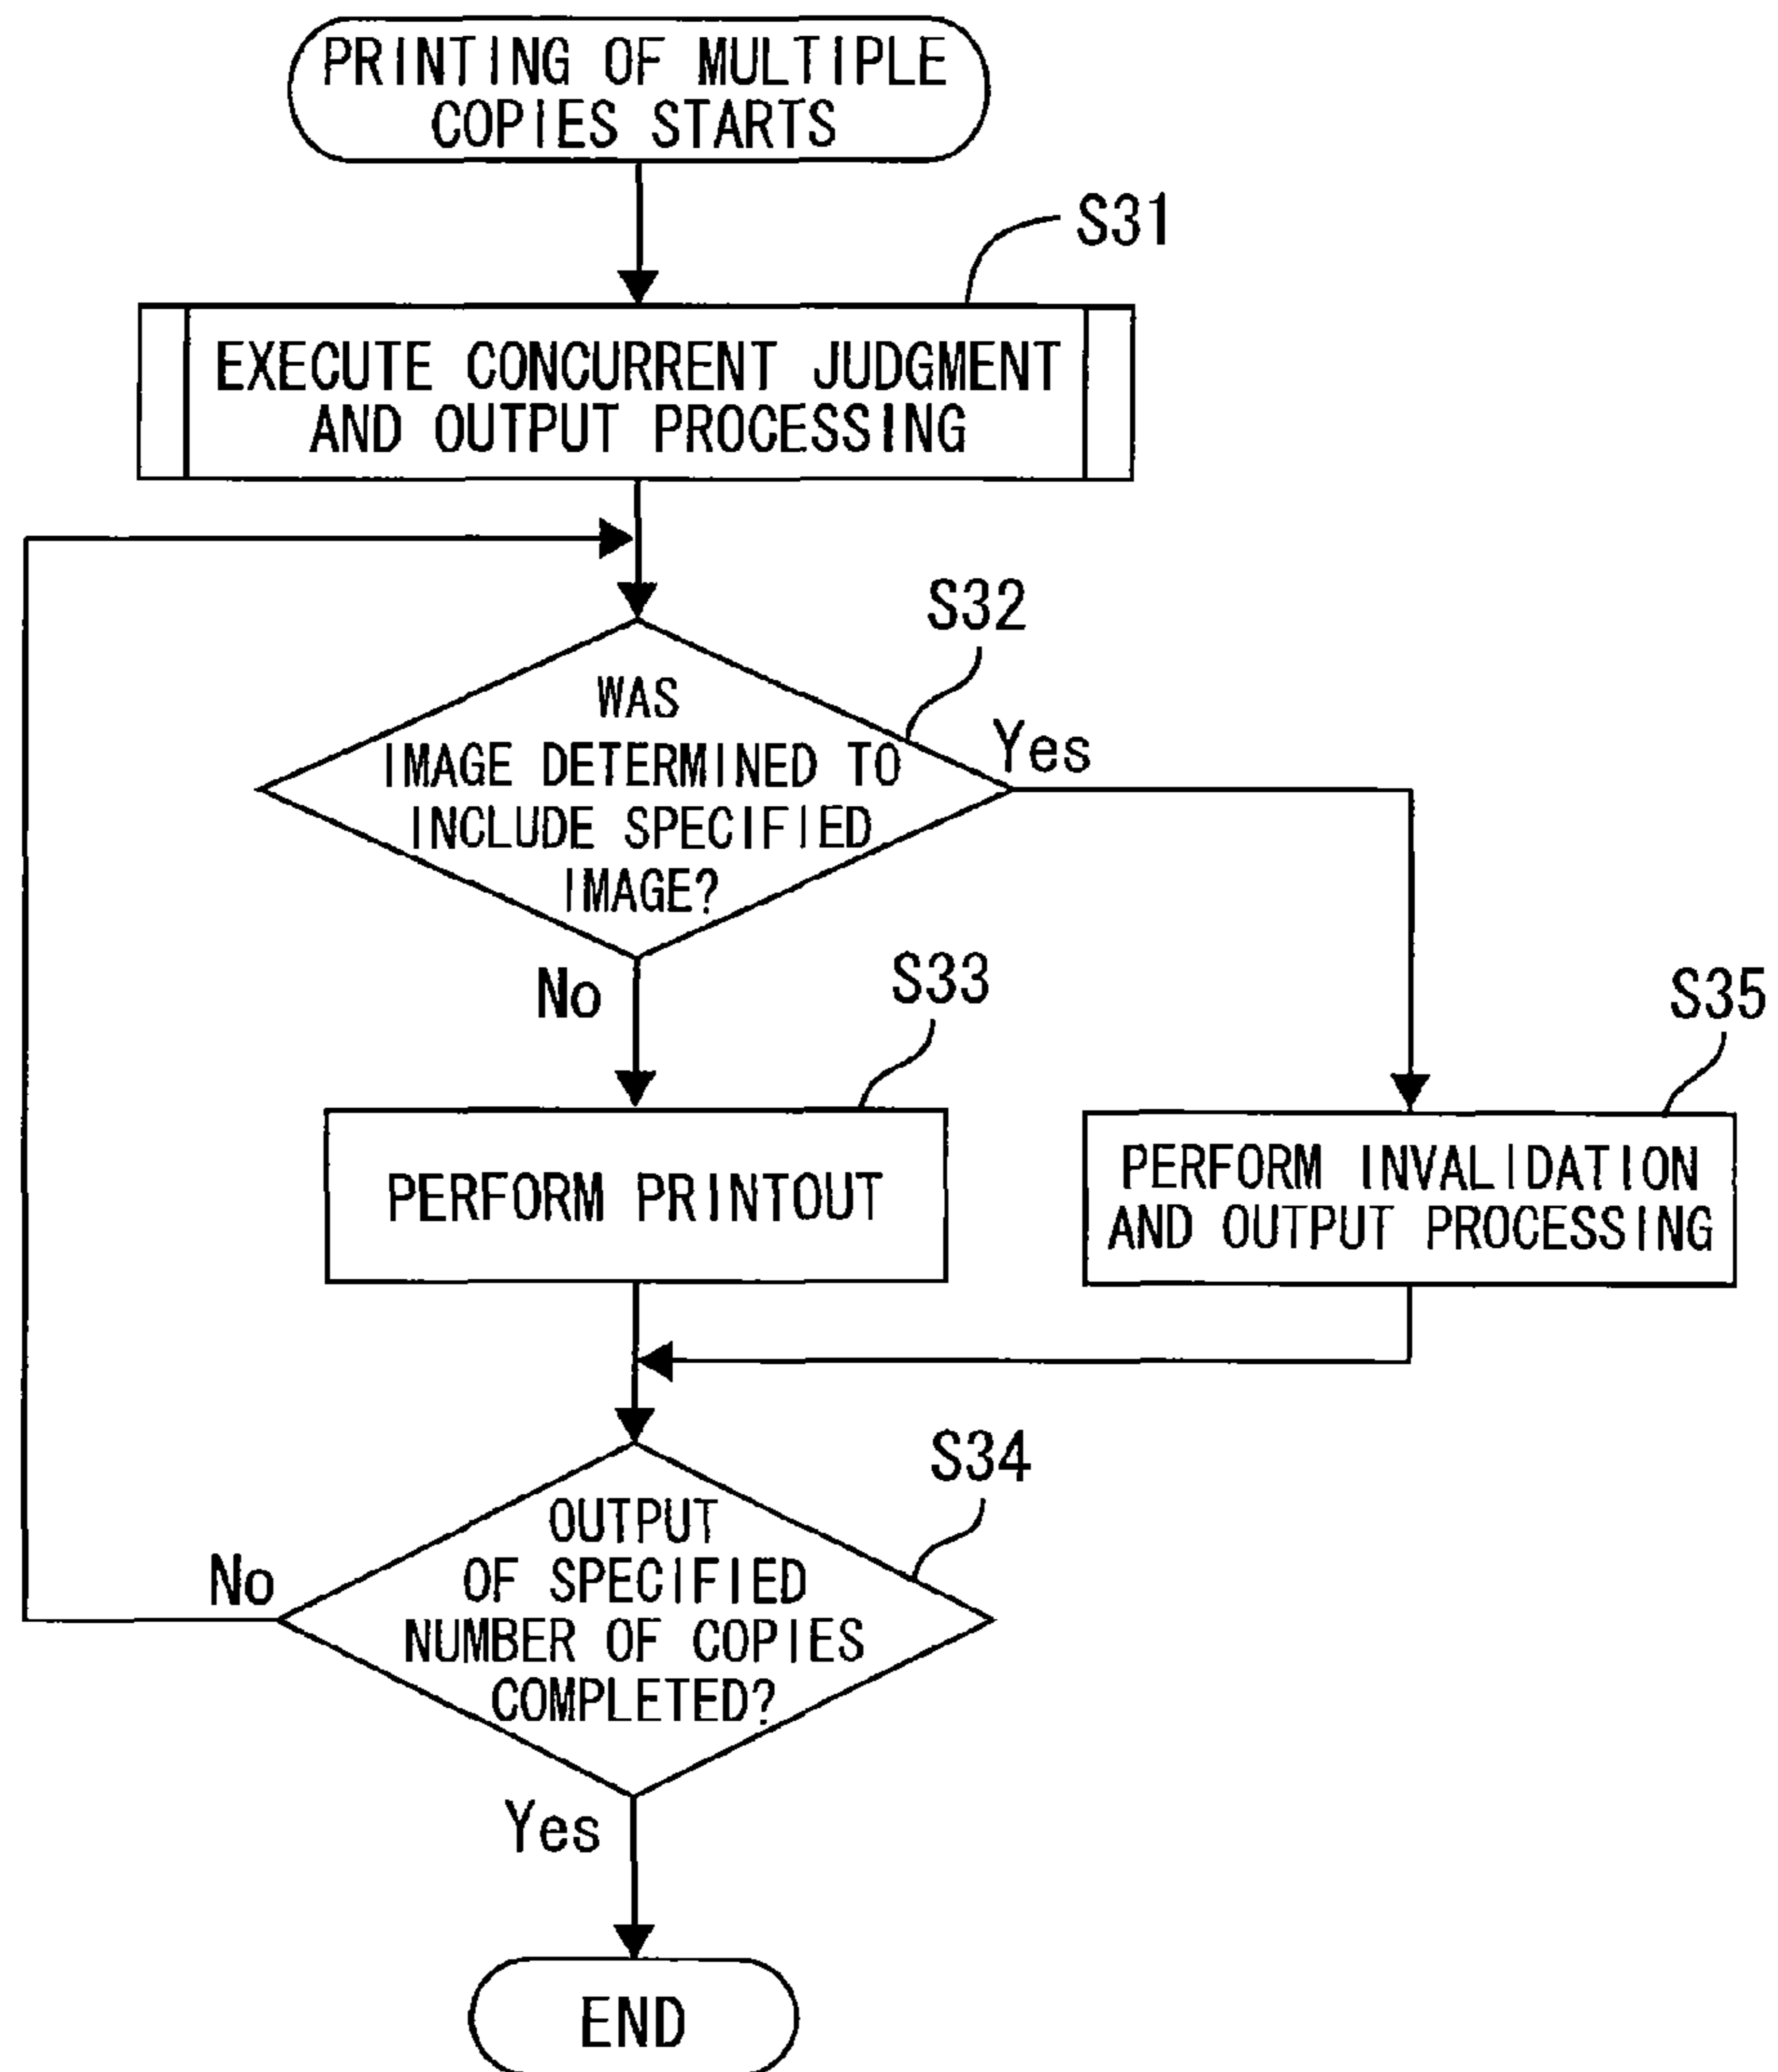 PRINTING OF MULTIPLE
COPIES STARTS
S31
EXECUTE CONCURRENT JUDGMENT
AND OUTPUT PROCESSING
S32
WAS
IMAGE DETERMINED TO
INCLUDE SPECIFIED
IMAGE?
Yes
No
S33
S35
PERFORM PRINTOUT
PERFORM INVALIDATION
AND OUTPUT PROCESSING
S34
OUTPUT
OF SPECIFIED
NUMBER OF COPIES
COMPLETED?
No
Yes
END